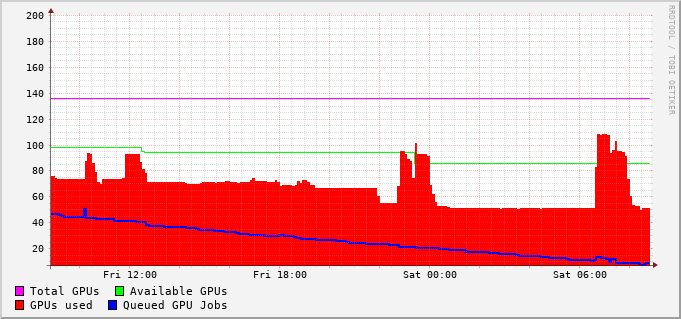 200
180
160
140
120
100
80
60
40
20
Fri 12:00 Fri 18:00 Sat 00:00 Sat 06:00
Total GPUs Available GPUs
GPUs used Queued GPU Jobs
RRDTOOL / TOBI OETIKER